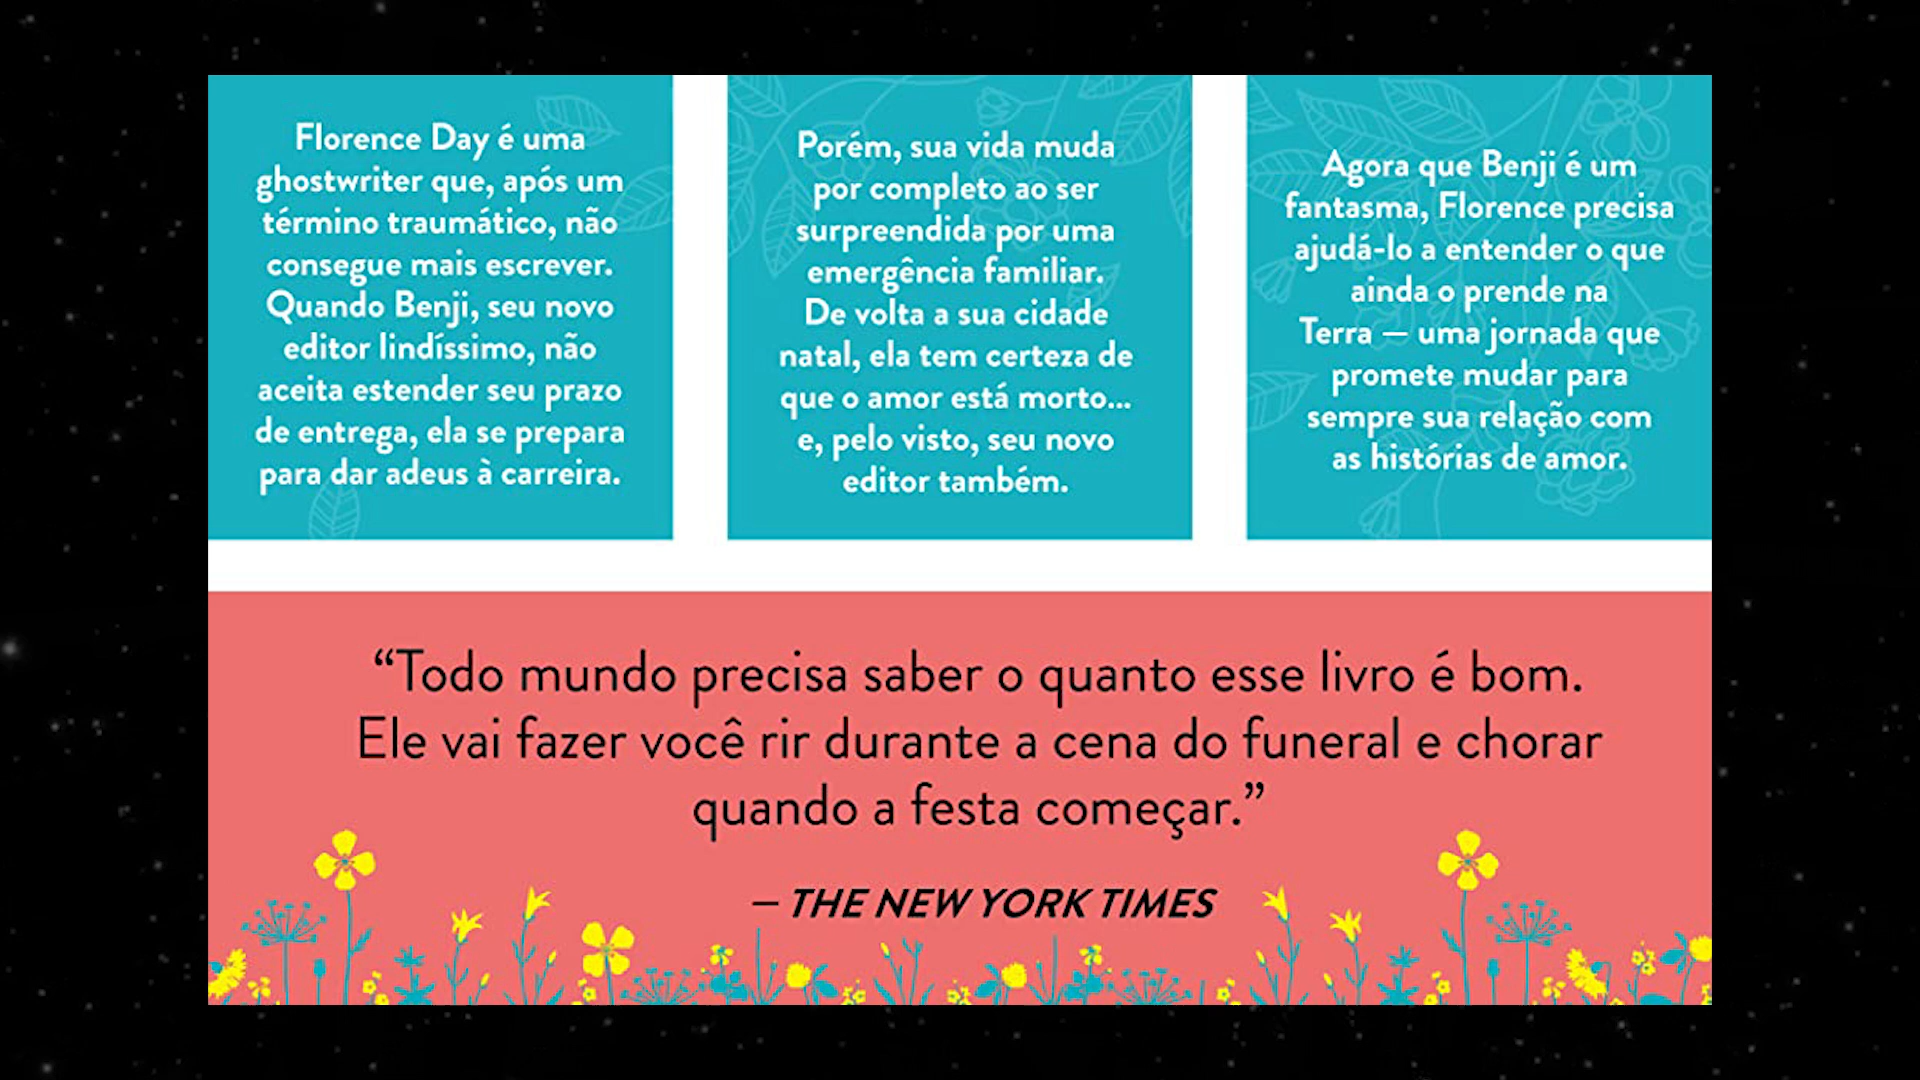 Florence Day é uma
ghostwriter que, após um
término traumático, não
consegue mais escrever.
Quando Benji, seu novo
editor lindíssimo, não
aceita estender seu prazo
de entrega, ela se prepara
para dar adeus à carreira.
Porém, sua vida muda
por completo ao ser
surpreendida por uma
emergência familiar.
De volta a sua cidade
natal, ela tem certeza de
que o amor está morto...
e, pelo visto, seu novo
editor também.
Agora que Benji é um
fantasma, Florence precisa
ajudá-lo a entender o que
ainda o prende na
Terra — uma jornada que
promete mudar para
sempre sua relação com
as histórias de amor.
“Todo mundo precisa saber o quanto esse livro é bom.
Ele vai fazer você rir durante a cena do funeral e chorar
quando a festa começar.”
— THE NEW YORK TIMES